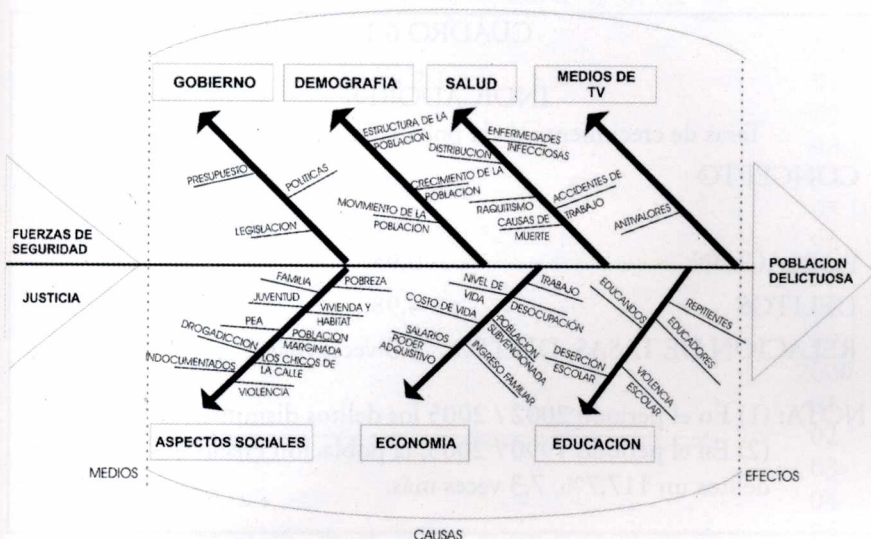 GOBIERNO
DEMOGRAFIA
SALUD
MEDIOS DE
TV
PRESUPUESTO
POLITICAS
LEGISLACION
ESTRUCTURA DE LA
POBLACION
DISTRIBUCION
CRECIMIENTO DE LA
POBLACION
MOVIMIENTO DE LA
POBLACION
ENFERMEDADES
INFECCIOSAS
RAQUITISMO
CAUSAS DE
MUERTE
ACCIDENTES DE
TRABAJO
ANTIVALORES
FUERZAS DE
SEGURIDAD
JUSTICIA
POBLACION
DELICTUOSA
FAMILIA
POBREZA
JUVENTUD
VIVIENDA Y
HABITAT
PEA
POBLACION
MARGINADA
DROGADICCION
LOS CHICOS DE
LA CALLE
INDOCUMENTADOS
VIOLENCIA
NIVEL DE
VIDA
TRABAJO
DESOCUPACIÓN
COSTO DE VIDA
POBLACION
SUBVENCIONADA
SALARIOS
PODER
ADQUISITIVO
INGRESO FAMILIAR
EDUCANDOS
REPITIENTES
EDUCADORES
DESERCIÓN
ESCOLAR
VIOLENCIA
ESCOLAR
ASPECTOS SOCIALES
ECONOMIA
EDUCACION
MEDIOS
EFECTOS
CAUSAS